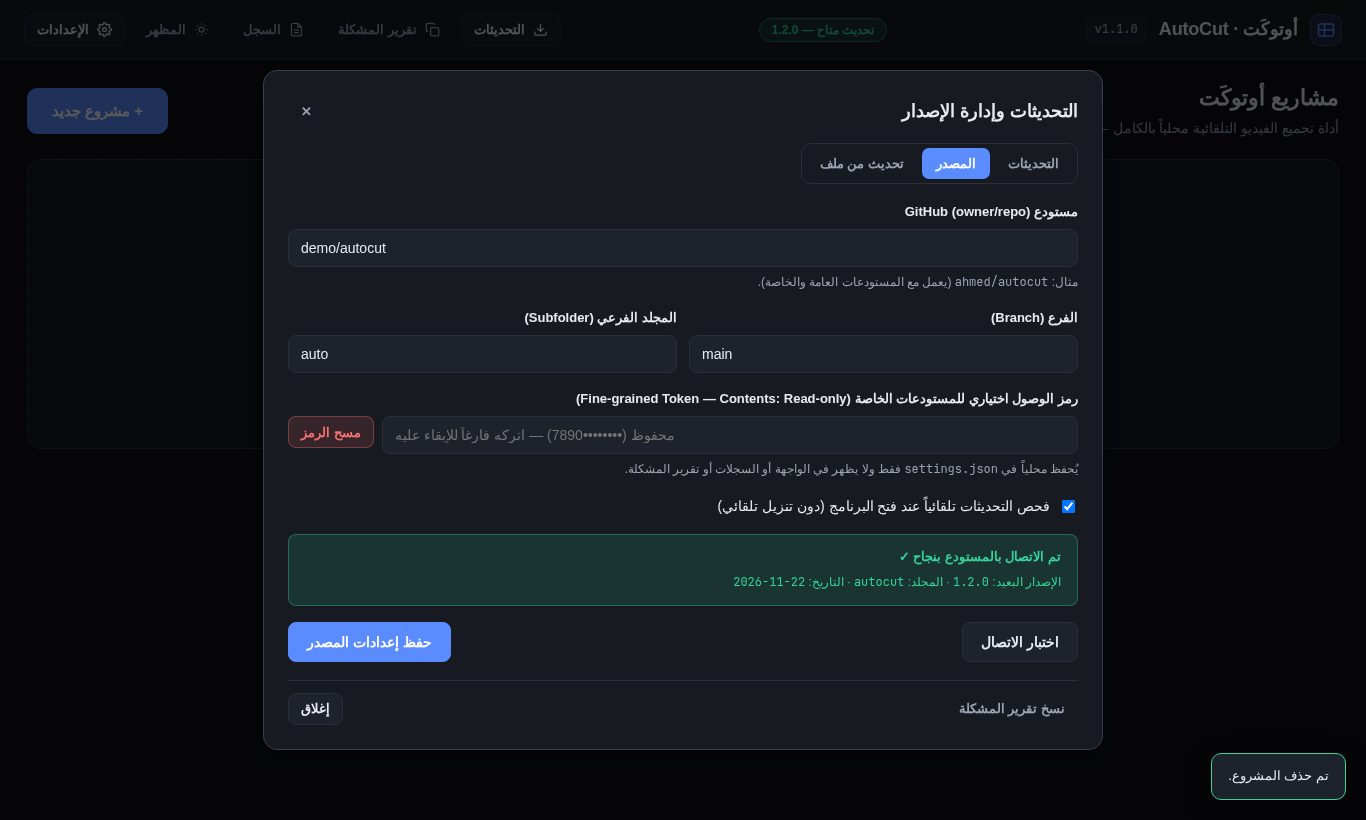 أوتوكَت · AutoCut
v1.1.0
تحديث متاح — 1.2.0
التحديثات
تقرير المشكلة
السجل
المظهر
الإعدادات
مشاريع أوتوكَت
أداة تجميع الفيديو التلقائية محلياً بالكامل —
+ مشروع جديد
التحديثات وإدارة الإصدار
×
التحديثات
المصدر
تحديث من ملف
مستودع GitHub (owner/repo)
demo/autocut
مثال: ahmed/autocut (يعمل مع المستودعات العامة والخاصة).
الفرع (Branch)
المجلد الفرعي (Subfolder)
main
auto
رمز الوصول اختياري للمستودعات الخاصة (Fine-grained Token — Contents: Read-only)
محفوظ (••••••••7890) — اتركه فارغاً للإبقاء عليه
مسح الرمز
يُحفظ محلياً في settings.json فقط ولا يظهر في الواجهة أو السجلات أو تقرير المشكلة.
فحص التحديثات تلقائياً عند فتح البرنامج (دون تنزيل تلقائي)
تم الاتصال بالمستودع بنجاح ✓
الإصدار البعيد: 1.2.0 · المجلد: autocut · التاريخ: 2026-11-22
اختبار الاتصال
حفظ إعدادات المصدر
نسخ تقرير المشكلة
إغلاق
تم حذف المشروع.